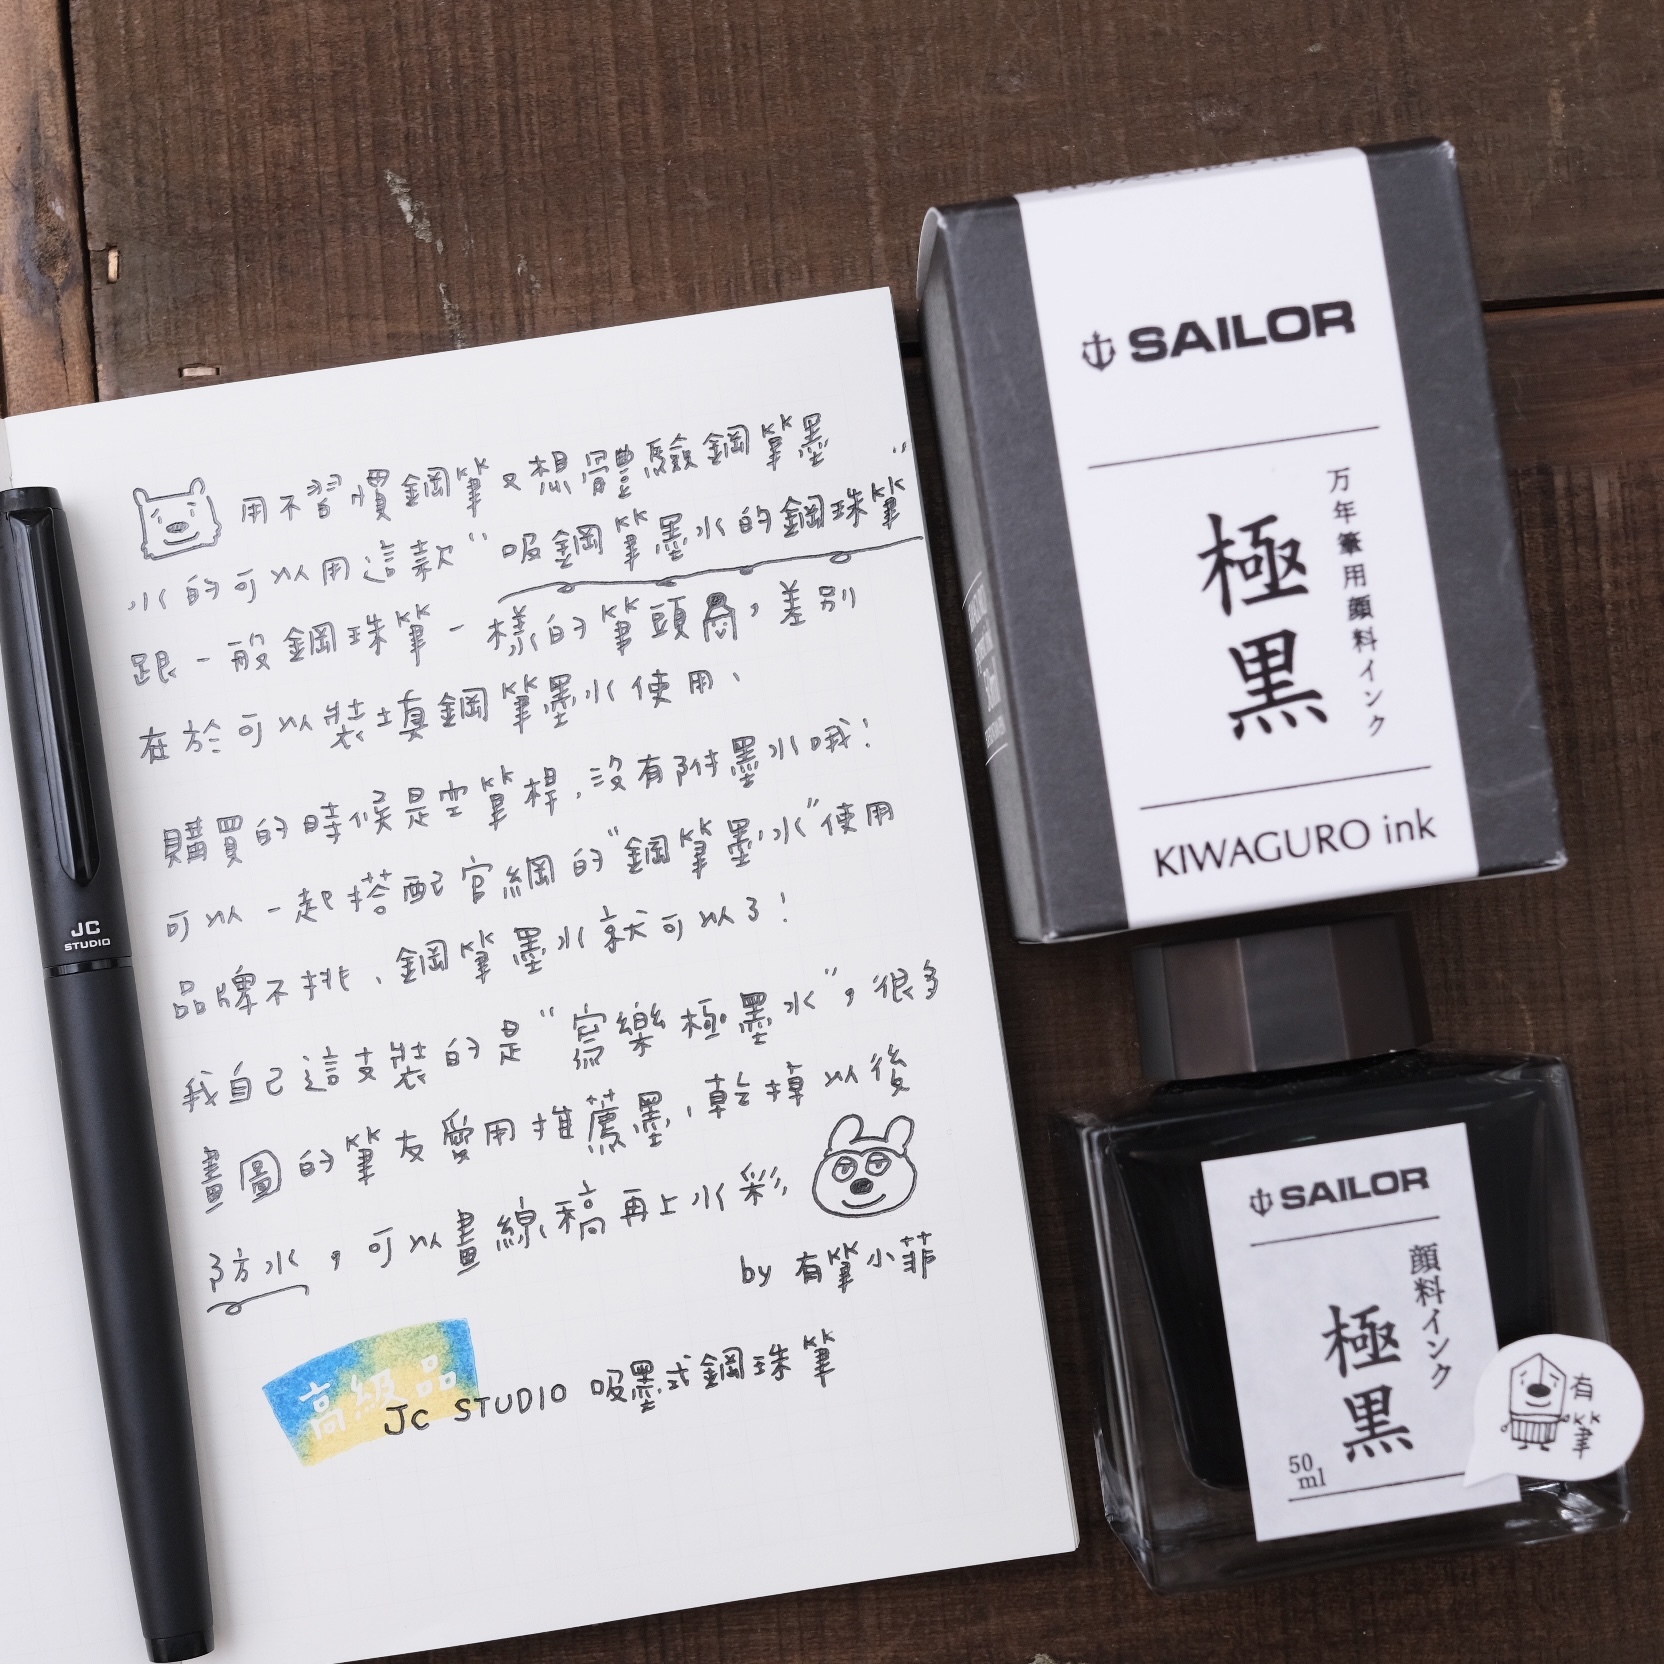 用不習慣鋼筆又想體驗鋼筆墨
水的可以用這款"吸鋼筆墨水的鋼珠筆"
跟一般鋼珠筆一樣的筆頭,差別
在於可以裝填鋼筆墨水使用、
購買的時候是空筆桿、沒有附墨水哦!
可以一起搭配官網的"鋼筆墨水"使用
品牌不挑、鋼筆墨水就可以了!
我自己這支裝的是"寫樂極墨水",很多
畫圖的筆友愛用推薦墨、乾掉以後
防水,可以畫線稿再上水彩
by 有筆小菲
高級品
JC STUDIO 吸墨式鋼珠筆
JC
STUDIO
SAILOR
万年筆用顔料インク
極黒
KIWAGURO ink
SAILOR
顔料インク
極黒
50
ml
有筆